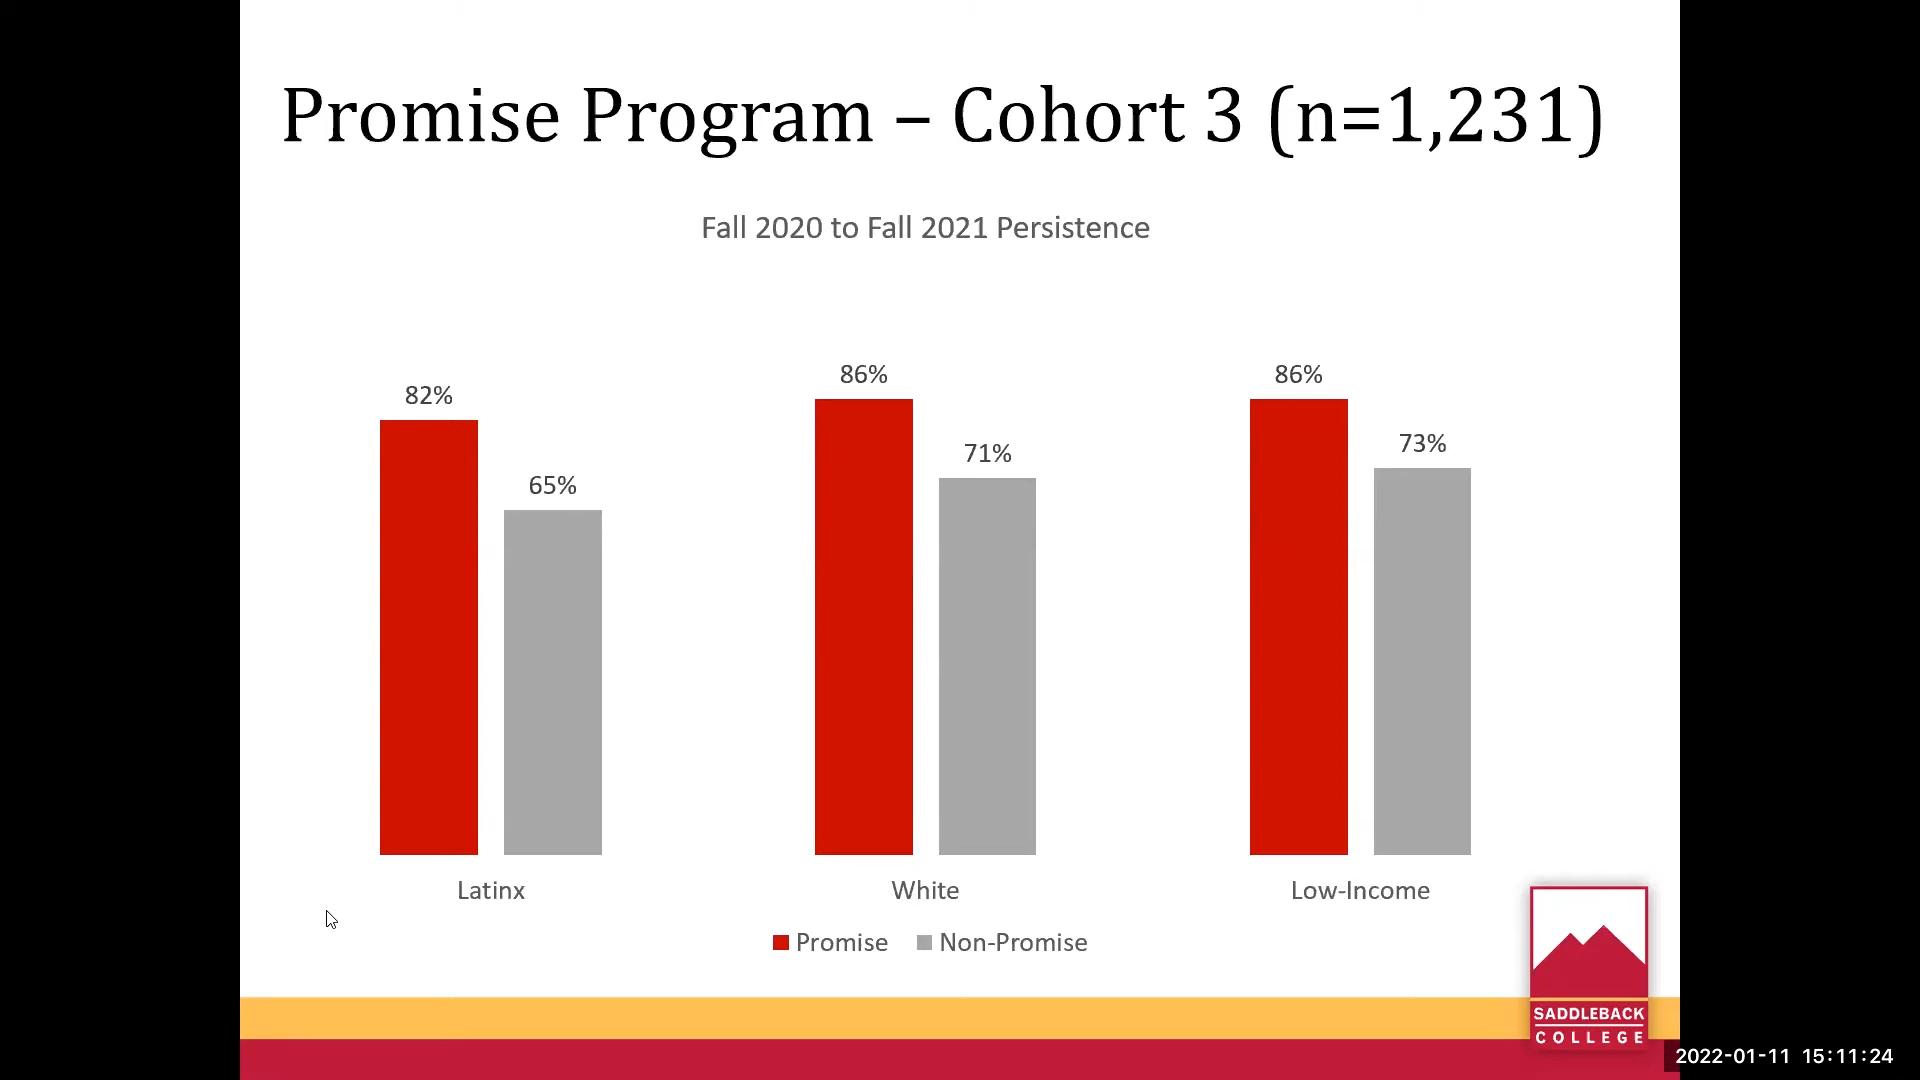 Promise Program – Cohort 3 (n=1,231)
Fall 2020 to Fall 2021 Persistence
82%
65%
86%
71%
86%
73%
Latinx
White
Low-Income
Promise
Non-Promise
SADDLEBACK
COLLEGE
2022-01-11 15:11:24